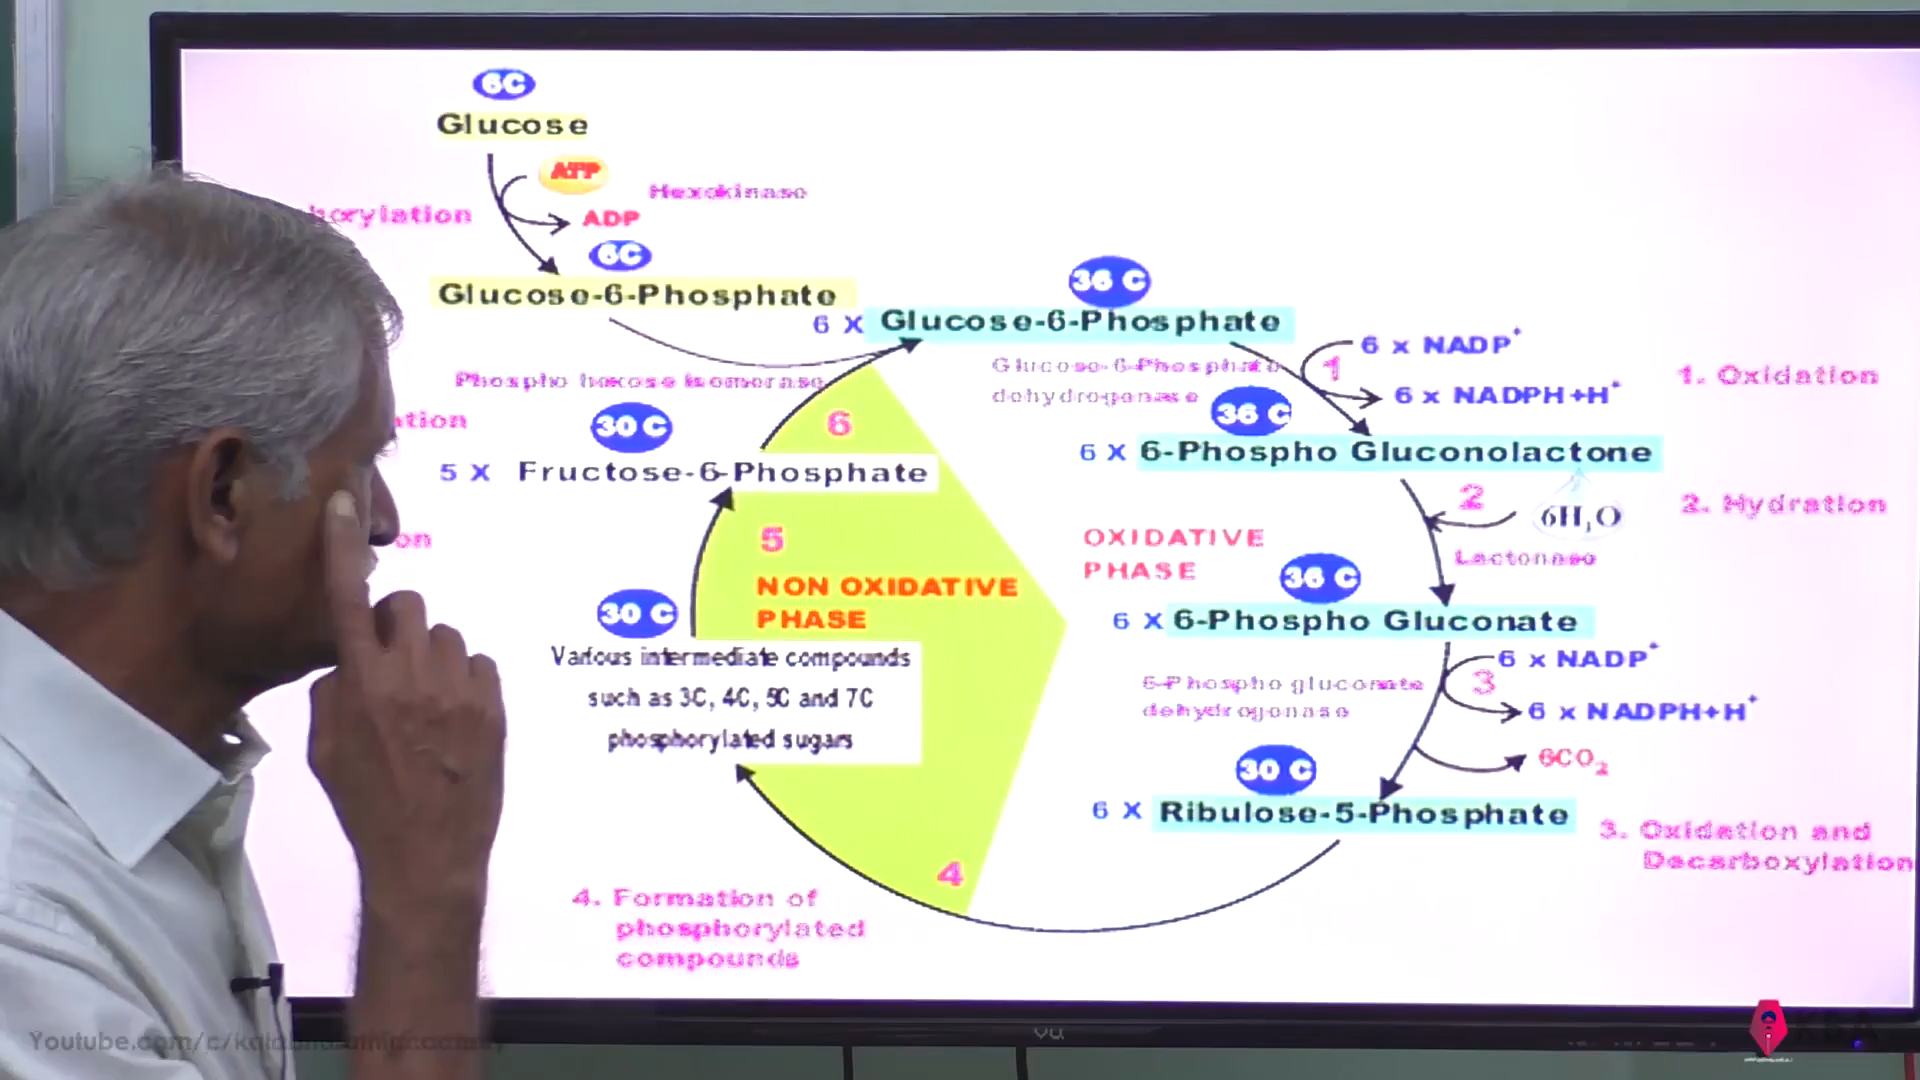 6C
Glucose
ATP
Hexokinase
horylation
ADP
6C
Glucose-6-Phosphate
36 C
6 X Glucose-6-Phosphate
6 x NADP+
Glucose-6-Phosphate
dehydrogenase
1
6 x NADPH+H+
1. Oxidation
Phospho hexose Isomerase
36 C
ation
30 C
6
6 X 6-Phospho Gluconolactone
5 X Fructose-6-Phosphate
2
6H2O
2. Hydration
on
5
OXIDATIVE
PHASE
Lactonase
NON OXIDATIVE
PHASE
36 C
30 C
6 X 6-Phospho Gluconate
Various intermediate compounds
such as 3C, 4C, 5C and 7C
phosphorylated sugars
6 x NADP+
6-Phospho gluconate
dehydrogonase
3
6 x NADPH+H+
6CO2
30 C
6 X Ribulose-5-Phosphate
3. Oxidation and
Decarboxylation
4
4. Formation of
phosphorylated
compounds
VU